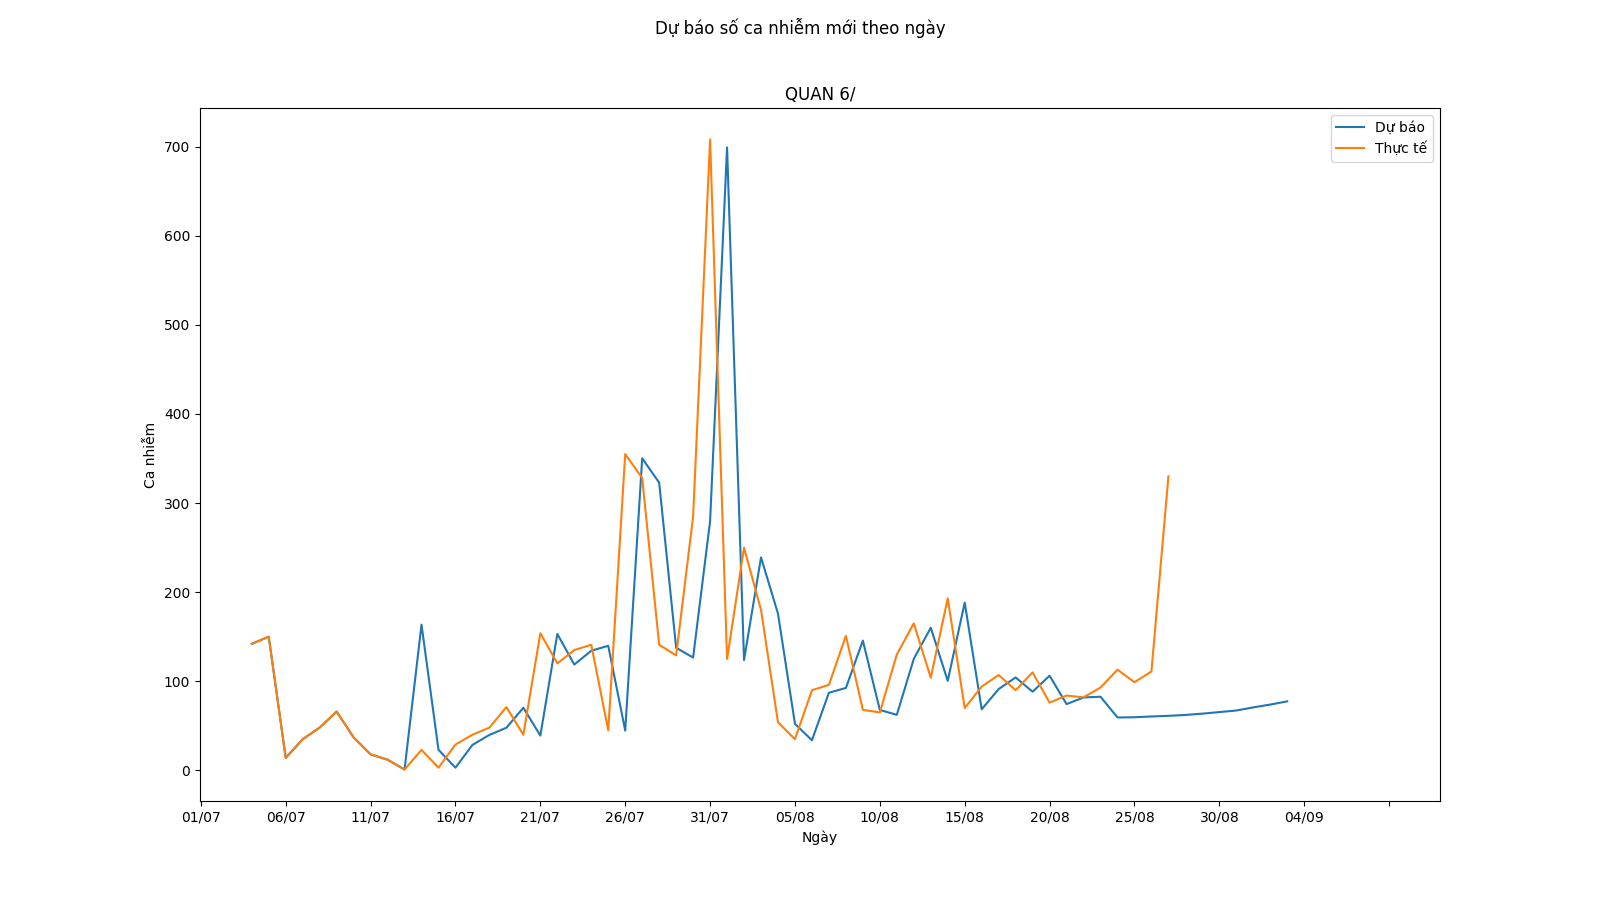 Dự báo số ca nhiễm mới theo ngày
QUAN 6/
Dự báo
Thực tế
700
600
500
400
300
200
100
0
Ca nhiễm
01/07 06/07 11/07 16/07 21/07 26/07 31/07 05/08 10/08 15/08 20/08 25/08 30/08 04/09
Ngày